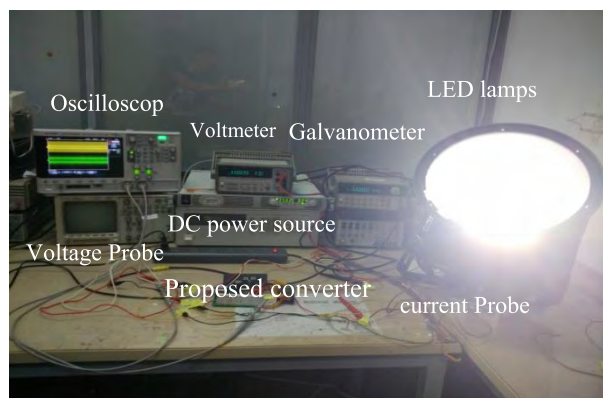 LED lamps
Oscilloscop
Voltmeter
Galvanometer
DC power source
Voltage Probe
Proposed converter
current Probe